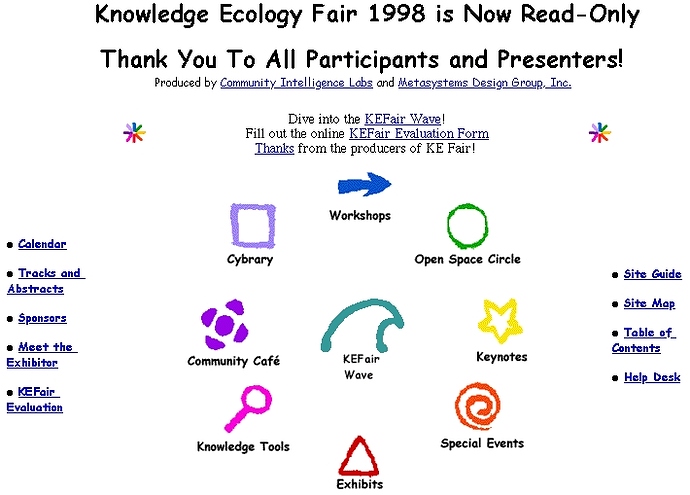 Knowledge Ecology Fair 1998 is Now Read-Only
Thank You To All Participants and Presenters!
Produced by Community Intelligence Labs and Metasystems Design Group, Inc.
Dive into the KEFair Wave!
Fill out the online KEFair Evaluation Form
Thanks from the producers of KE Fair!
Calendar
Tracks and
Abstracts
Sponsors
Meet the
Exhibitor
KEFair
Evaluation
Workshops
Cybrary
Open Space Circle
Community Café
KEFair
Wave
Keynotes
Knowledge Tools
Special Events
Exhibits
Site Guide
Site Map
Table of
Contents
Help Desk